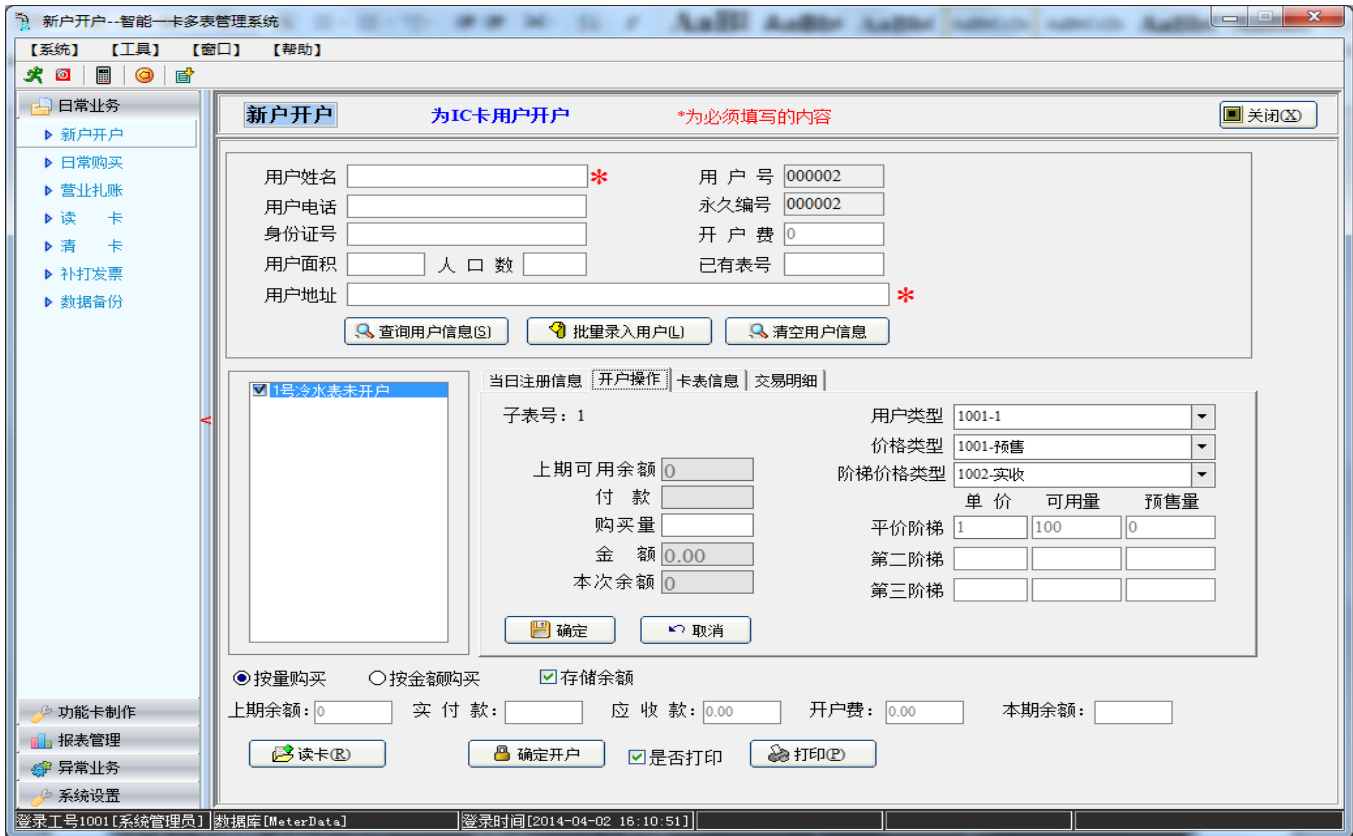 新户开户--智能一卡多表管理系统
【系统】 【工具】 【窗口】 【帮助】
日常业务
新户开户
日常购买
营业扎账
读 卡
清 卡
补打发票
数据备份
功能卡制作
报表管理
异常业务
系统设置
新户开户 为IC卡用户开户 *为必须填写的内容 关闭(X)
用户姓名 * 用 户 号 000002
用户电话 永久编号 000002
身份证号 开 户 费 0
用户面积 人 口 数 已有表号
用户地址 *
查询用户信息(S) 批里录入用户(L) 清空用户信息
1号冷水表未开户
<
当日注册信息 开户操作 卡表信息 交易明细
子表号: 1 用户类型 1001-1
价格类型 1001-预售
上期可用余额 0 阶梯价格类型 1002-实收
付 款 单 价 可用量 预售量
购买量 平价阶梯 1 100 0
金 额 0.00 第二阶梯
本次余额 0 第三阶梯
确定 取消
按量购买 按金额购买 存储余额
上期余额: 0 实 付 款: 应 收 款: 0.00 开户费: 0.00 本期余额:
读卡(R) 确定开户 是否打印 打印(P)
登录工号1001[系统管理员] 数据库[MeterData] 登录时间[2014-04-02 16:10:51]